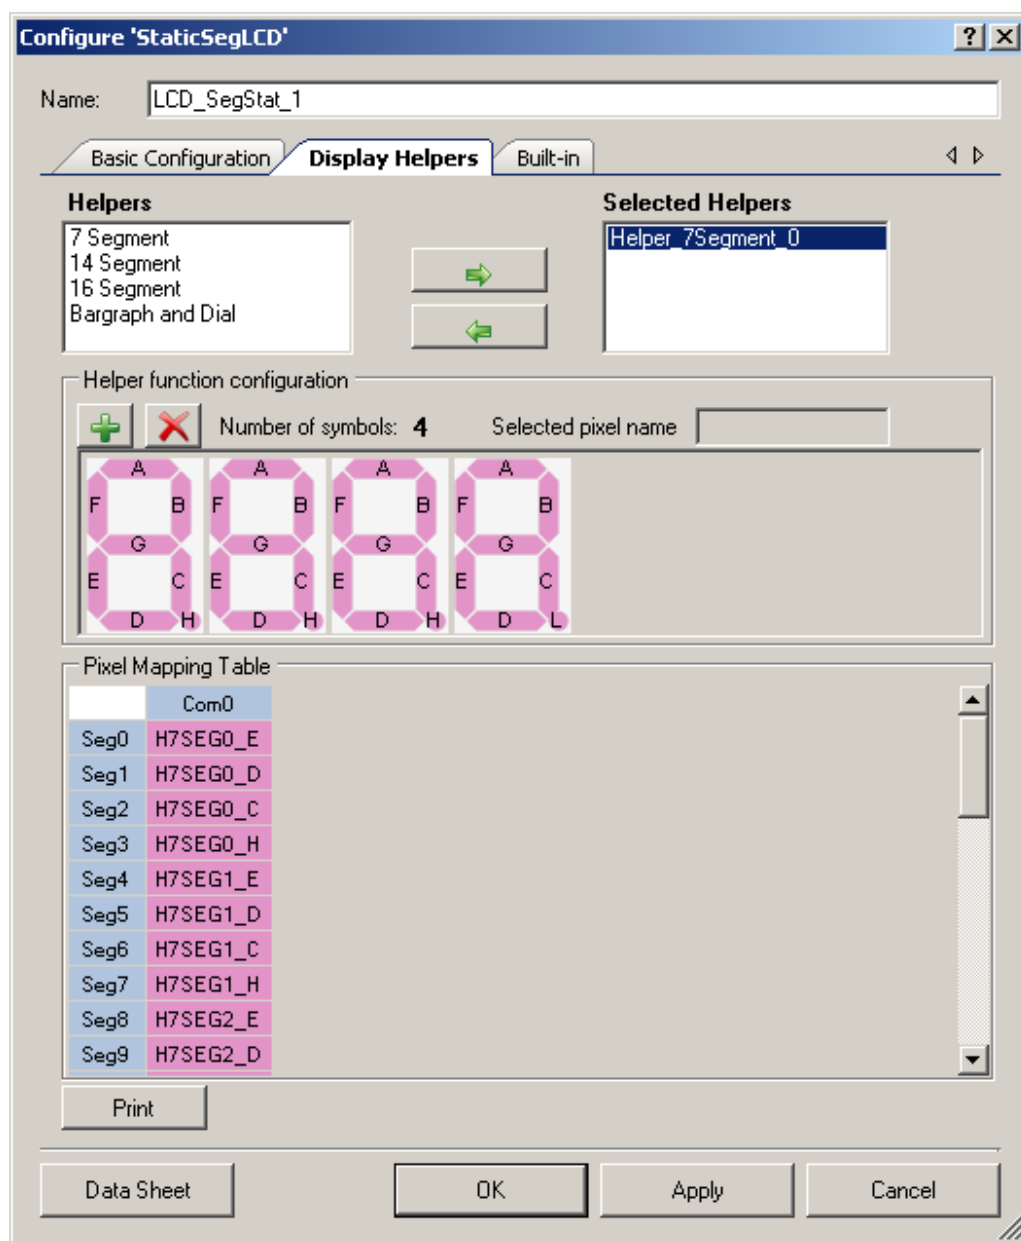 Configure 'StaticSegLCD'
Name: LCD_SegStat_1
Basic Configuration Display Helpers Built-in
Helpers
7 Segment
14 Segment
16 Segment
Bargraph and Dial
Selected Helpers
Helper_7Segment_0
Helper function configuration
Number of symbols: 4 Selected pixel name
A A A A
F B F B F B F B
G G G G
E C E C E C E C
D H D H D H D L
Pixel Mapping Table
Com0
Seg0 H7SEG0_E
Seg1 H7SEG0_D
Seg2 H7SEG0_C
Seg3 H7SEG0_H
Seg4 H7SEG1_E
Seg5 H7SEG1_D
Seg6 H7SEG1_C
Seg7 H7SEG1_H
Seg8 H7SEG2_E
Seg9 H7SEG2_D
Print
Data Sheet OK Apply Cancel